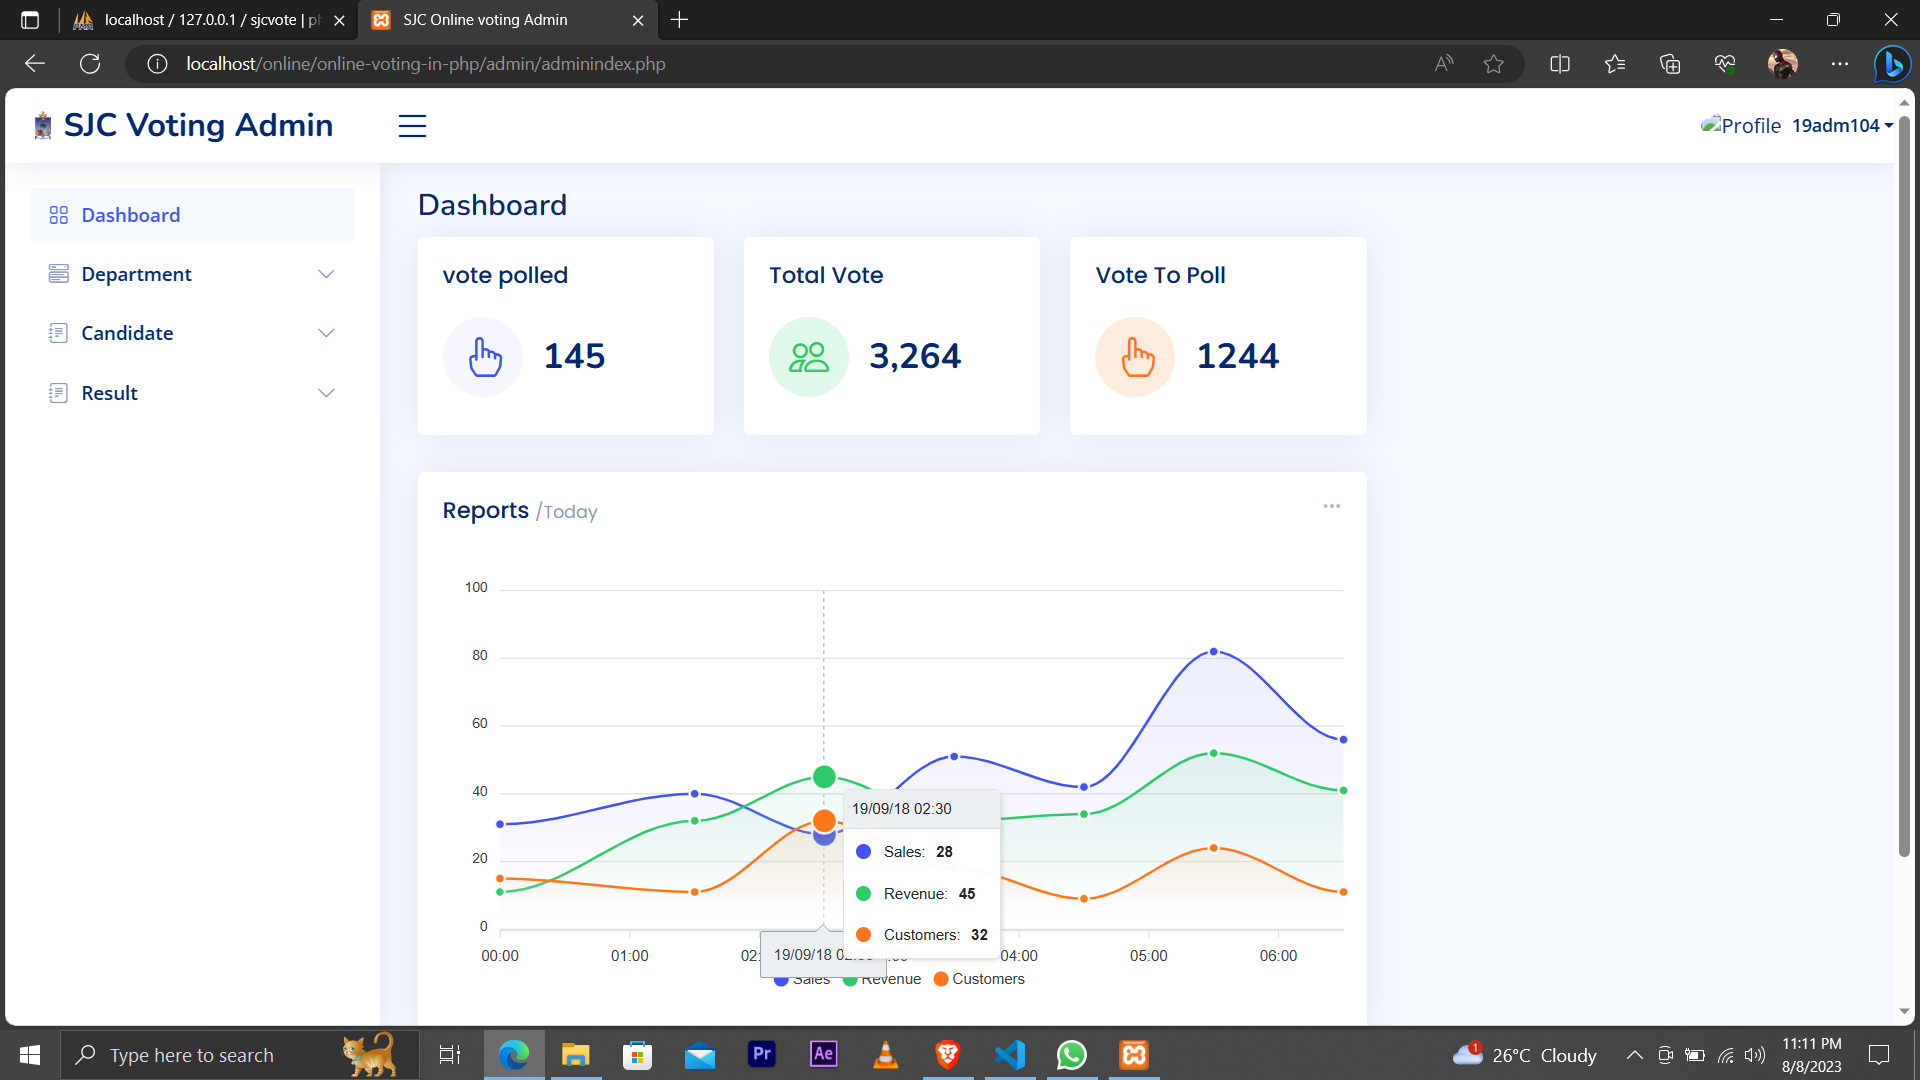 localhost / 127.0.0.1 / sjcvote | ph
SJC Online voting Admin
localhost/online/online-voting-in-php/admin/adminindex.php
SJC Voting Admin
Profile 19adm104
Dashboard
Department
Candidate
Result
Dashboard
vote polled
145
Total Vote
3,264
Vote To Poll
1244
Reports /Today
100
80
60
40
20
0
19/09/18 02:30
Sales: 28
Revenue: 45
Customers: 32
00:00 01:00 02: 04:00 05:00 06:00
19/09/18
Sales Revenue Customers
Type here to search
Pr
Ae
1
26°C Cloudy
11:11 PM
8/8/2023